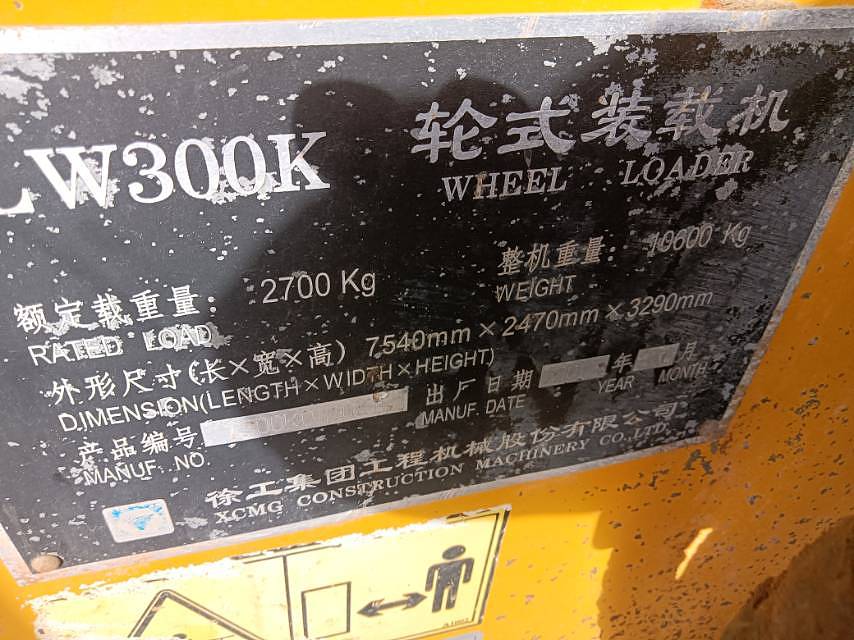 LW300K 轮式装载机
WHEEL LOADER
额定载重量: 2700 Kg 整机重量: 10600 Kg
RATED LOAD WEIGHT
外形尺寸(长×宽×高) 7540mm×2470mm×3290mm
DIMENSION(LENGTH×WIDTH×HEIGHT)
产品编号 出厂日期 年 月
MANUF. NO. MANUF. DATE YEAR MONTH
徐工集团工程机械股份有限公司
XCMG CONSTRUCTION MACHINERY CO.,LTD.